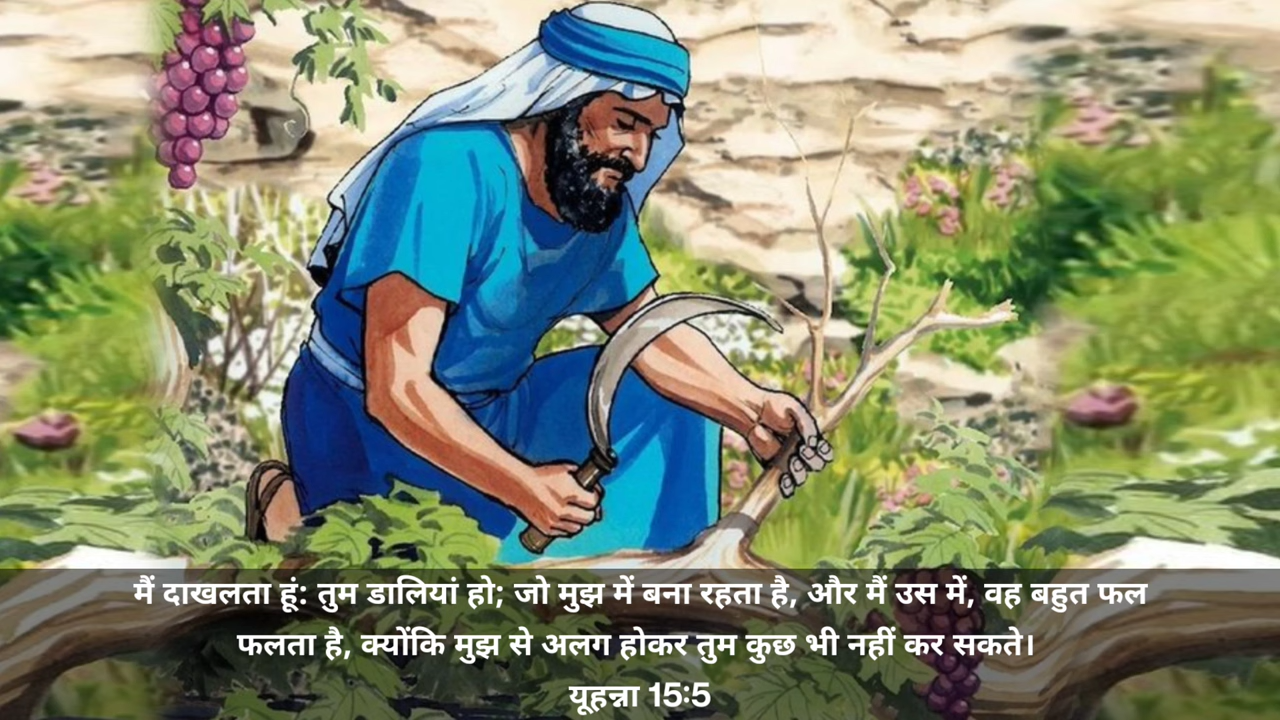 मैं दाखलता हूं: तुम डालियां हो; जो मुझ में बना रहता है, और मैं उस में, वह बहुत फल
फलता है, क्योंकि मुझ से अलग होकर तुम कुछ भी नहीं कर सकते।
यूहन्ना 15:5